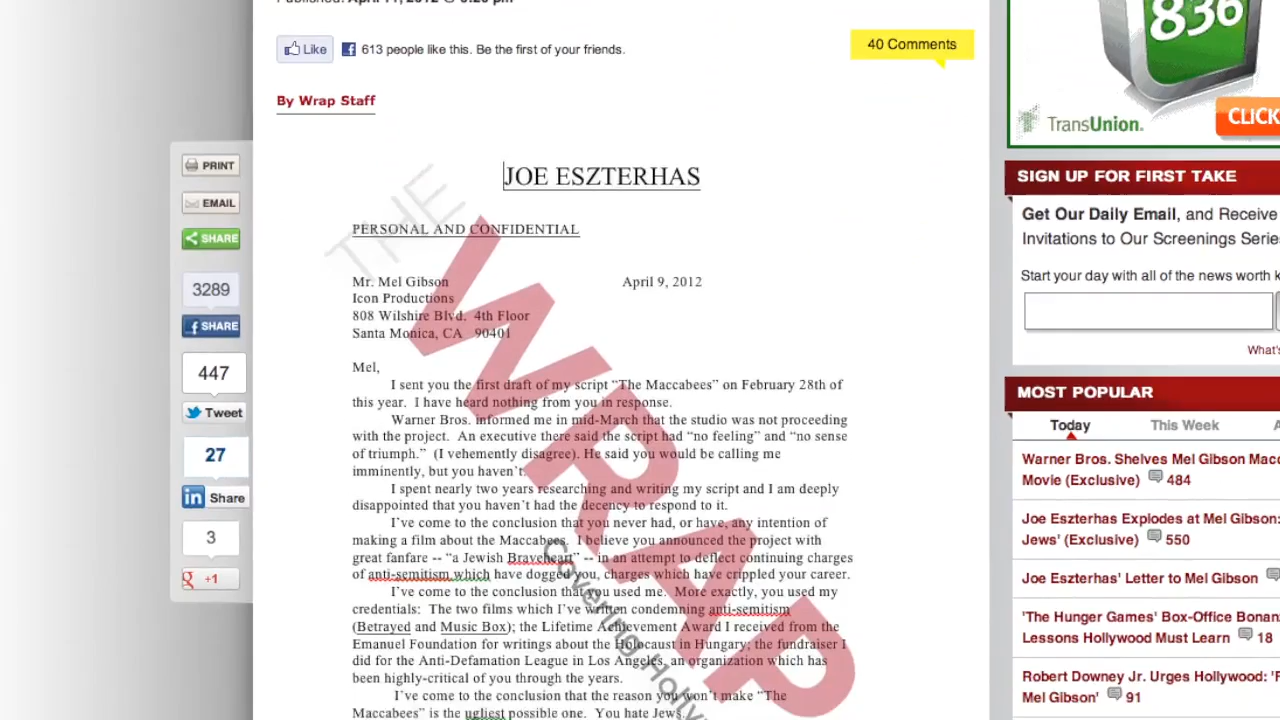 836
Like
613 people like this. Be the first of your friends.
40 Comments
By Wrap Staff
TransUnion.
CLICK
PRINT
EMAIL
SHARE
3289
SHARE
447
Tweet
27
Share
3
+1
THE
WRAP
Covering
JOE ESZTERHAS
PERSONAL AND CONFIDENTIAL
Mr. Mel Gibson April 9, 2012
Icon Productions
808 Wilshire Blvd. 4th Floor
Santa Monica, CA 90401
Mel,
I sent you the first draft of my script “The Maccabees” on February 28th of
this year. I have heard nothing from you in response.
Warner Bros. informed me in mid-March that the studio was not proceeding
with the project. An executive there said the script had “no feeling” and “no sense
of triumph.” (I vehemently disagree). He said you would be calling me
imminently, but you haven’t.
I spent nearly two years researching and writing my script and I am deeply
disappointed that you haven’t had the decency to respond to it.
I’ve come to the conclusion that you never had, or have, any intention of
making a film about the Maccabees. I believe you announced the project with
great fanfare -- “a Jewish Braveheart” -- in an attempt to deflect continuing charges
of anti-semitism which have dogged you, charges which have crippled your career.
I’ve come to the conclusion that you used me. More exactly, you used my
credentials: The two films which I’ve written condemning anti-semitism
(Betrayed and Music Box); the Lifetime Achievement Award I received from the
Emanuel Foundation for writings about the Holocaust in Hungary; the fundraiser I
did for the Anti-Defamation League in Los Angeles, an organization which has
been highly-critical of you through the years.
I’ve come to the conclusion that the reason you won’t make “The
Maccabees” is the ugliest possible one. You hate Jews.
SIGN UP FOR FIRST TAKE
Get Our Daily Email, and Receive
Invitations to Our Screenings Serie
Start your day with all of the news worth k
What's
MOST POPULAR
Today This Week
Warner Bros. Shelves Mel Gibson Macc
Movie (Exclusive) 484
Joe Eszterhas Explodes at Mel Gibson:
Jews' (Exclusive) 550
Joe Eszterhas' Letter to Mel Gibson
'The Hunger Games' Box-Office Bonan
Lessons Hollywood Must Learn 18
Robert Downey Jr. Urges Hollywood: 'F
Mel Gibson' 91